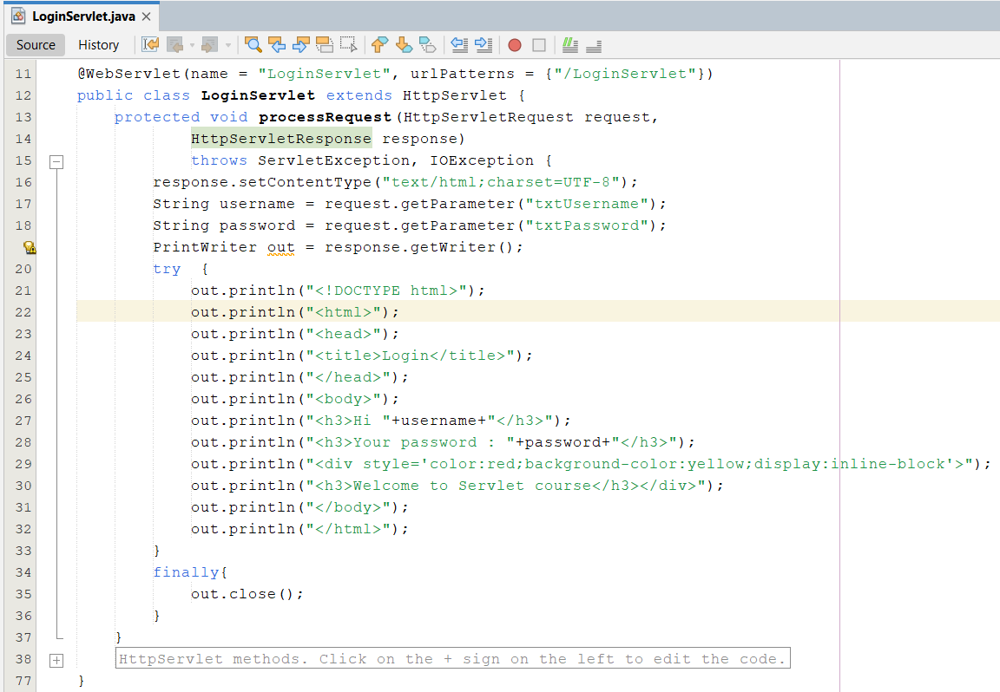 LoginServlet.java
Source History
11 @WebServlet(name = "LoginServlet", urlPatterns = {"/LoginServlet"})
12 public class LoginServlet extends HttpServlet {
13 protected void processRequest(HttpServletRequest request,
14 HttpServletResponse response)
15 throws ServletException, IOException {
16 response.setContentType("text/html;charset=UTF-8");
17 String username = request.getParameter("txtUsername");
18 String password = request.getParameter("txtPassword");
PrintWriter out = response.getWriter();
20 try  {
21 out.println("<!DOCTYPE html>");
22 out.println("<html>");
23 out.println("<head>");
24 out.println("<title>Login</title>");
25 out.println("</head>");
26 out.println("<body>");
27 out.println("<h3>Hi "+username+"</h3>");
28 out.println("<h3>Your password : "+password+"</h3>");
29 out.println("<div style='color:red;background-color:yellow;display:inline-block'>");
30 out.println("<h3>Welcome to Servlet course</h3></div>");
31 out.println("</body>");
32 out.println("</html>");
33 }
34 finally{
35 out.close();
36 }
37 }
38 HttpServlet methods. Click on the + sign on the left to edit the code.
77 }